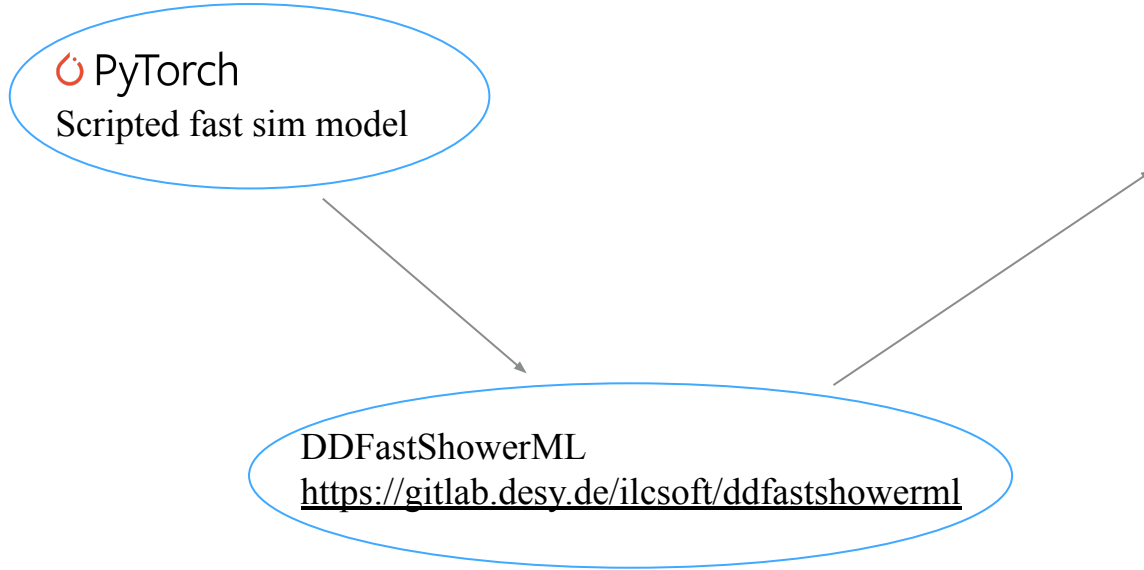 PyTorch
Scripted fast sim model
DDFastShowerML
https://gitlab.desy.de/ilcsoft/ddfastshowerml